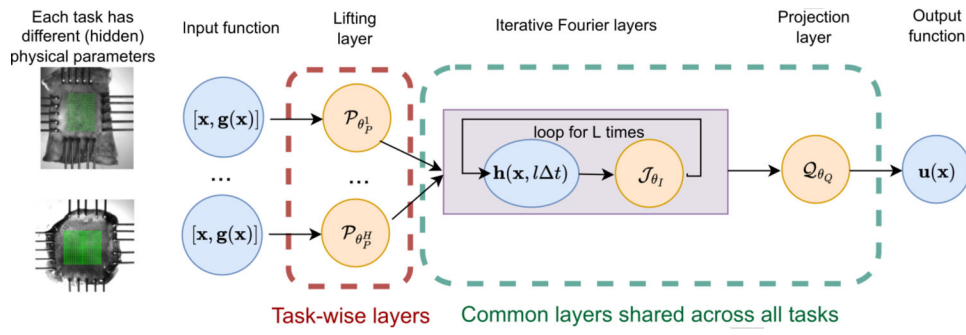 Each task has
different (hidden)
physical parameters
Input function
Lifting
layer
Iterative Fourier layers
Projection
layer
Output
function
[x, g(x)]
𝒫_{θ_P^1}
loop for L times
h(x, lΔt)
𝒥_{θ_I}
𝒬_{θ_Q}
u(x)
...
...
[x, g(x)]
𝒫_{θ_P^H}
Task-wise layers
Common layers shared across all tasks